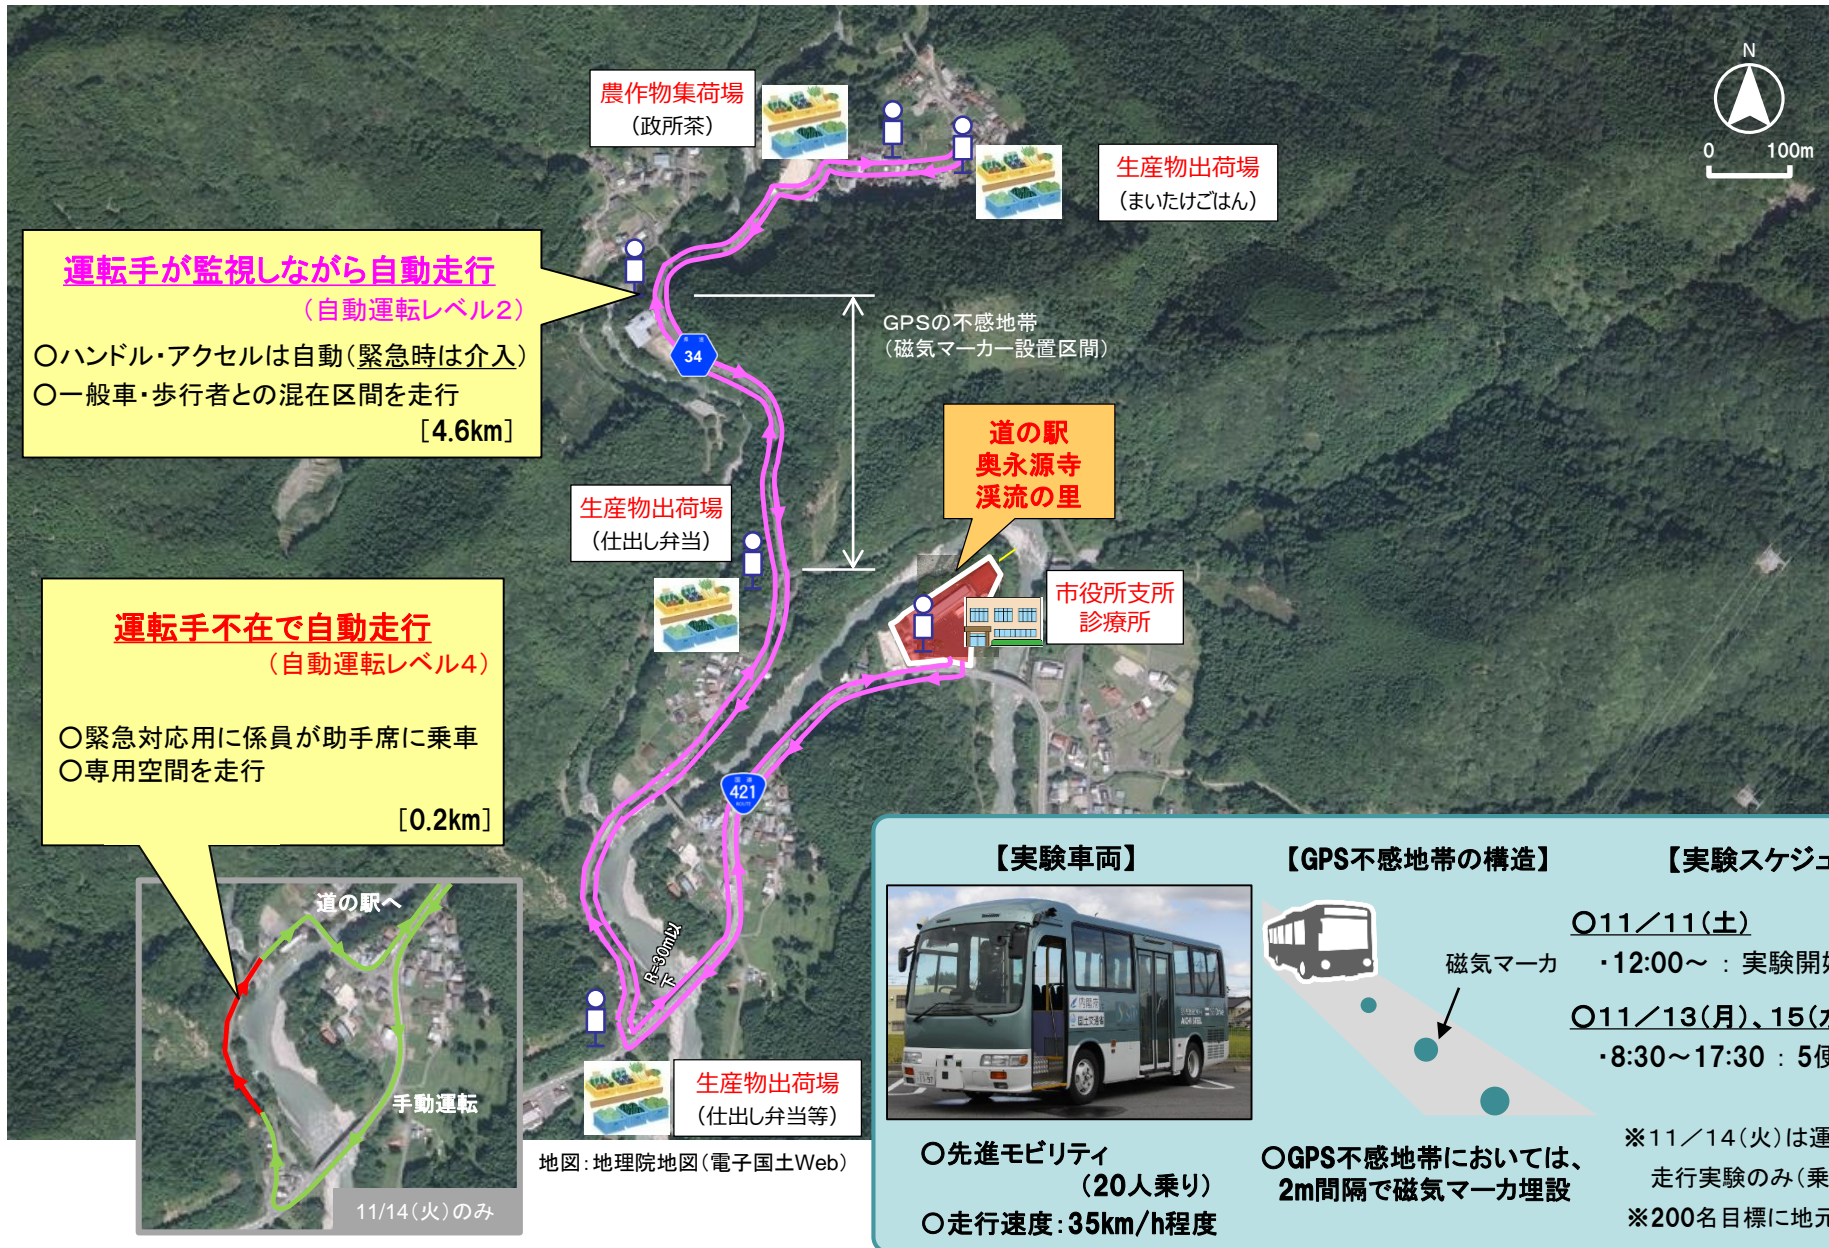 農作物集荷場
（政所茶）
生産物出荷場
（まいたけごはん）
N
0 100m
運転手が監視しながら自動走行
（自動運転レベル2）
○ハンドル・アクセルは自動（緊急時は介入）
○一般車・歩行者との混在区間を走行
［4.6km］
GPSの不感地帯
（磁気マーカー設置区間）
34
道の駅
奥永源寺
渓流の里
生産物出荷場
（仕出し弁当）
市役所支所
診療所
運転手不在で自動走行
（自動運転レベル4）
○緊急対応用に係員が助手席に乗車
○専用空間を走行
［0.2km］
421
ROUTE
R=30m以
下
道の駅へ
手動運転
11/14（火）のみ
生産物出荷場
（仕出し弁当等）
地図：地理院地図（電子国土Web）
【実験車両】
○先進モビリティ
（20人乗り）
○走行速度：35km/h程度
【GPS不感地帯の構造】
磁気マーカ
○GPS不感地帯においては、
2m間隔で磁気マーカ埋設
【実験スケジュ
○11／11（土）
・12:00～ ： 実験開始
○11／13（月）、15（水
・8:30～17:30 ： 5便
※11／14（火）は運
走行実験のみ（乗
※200名目標に地元